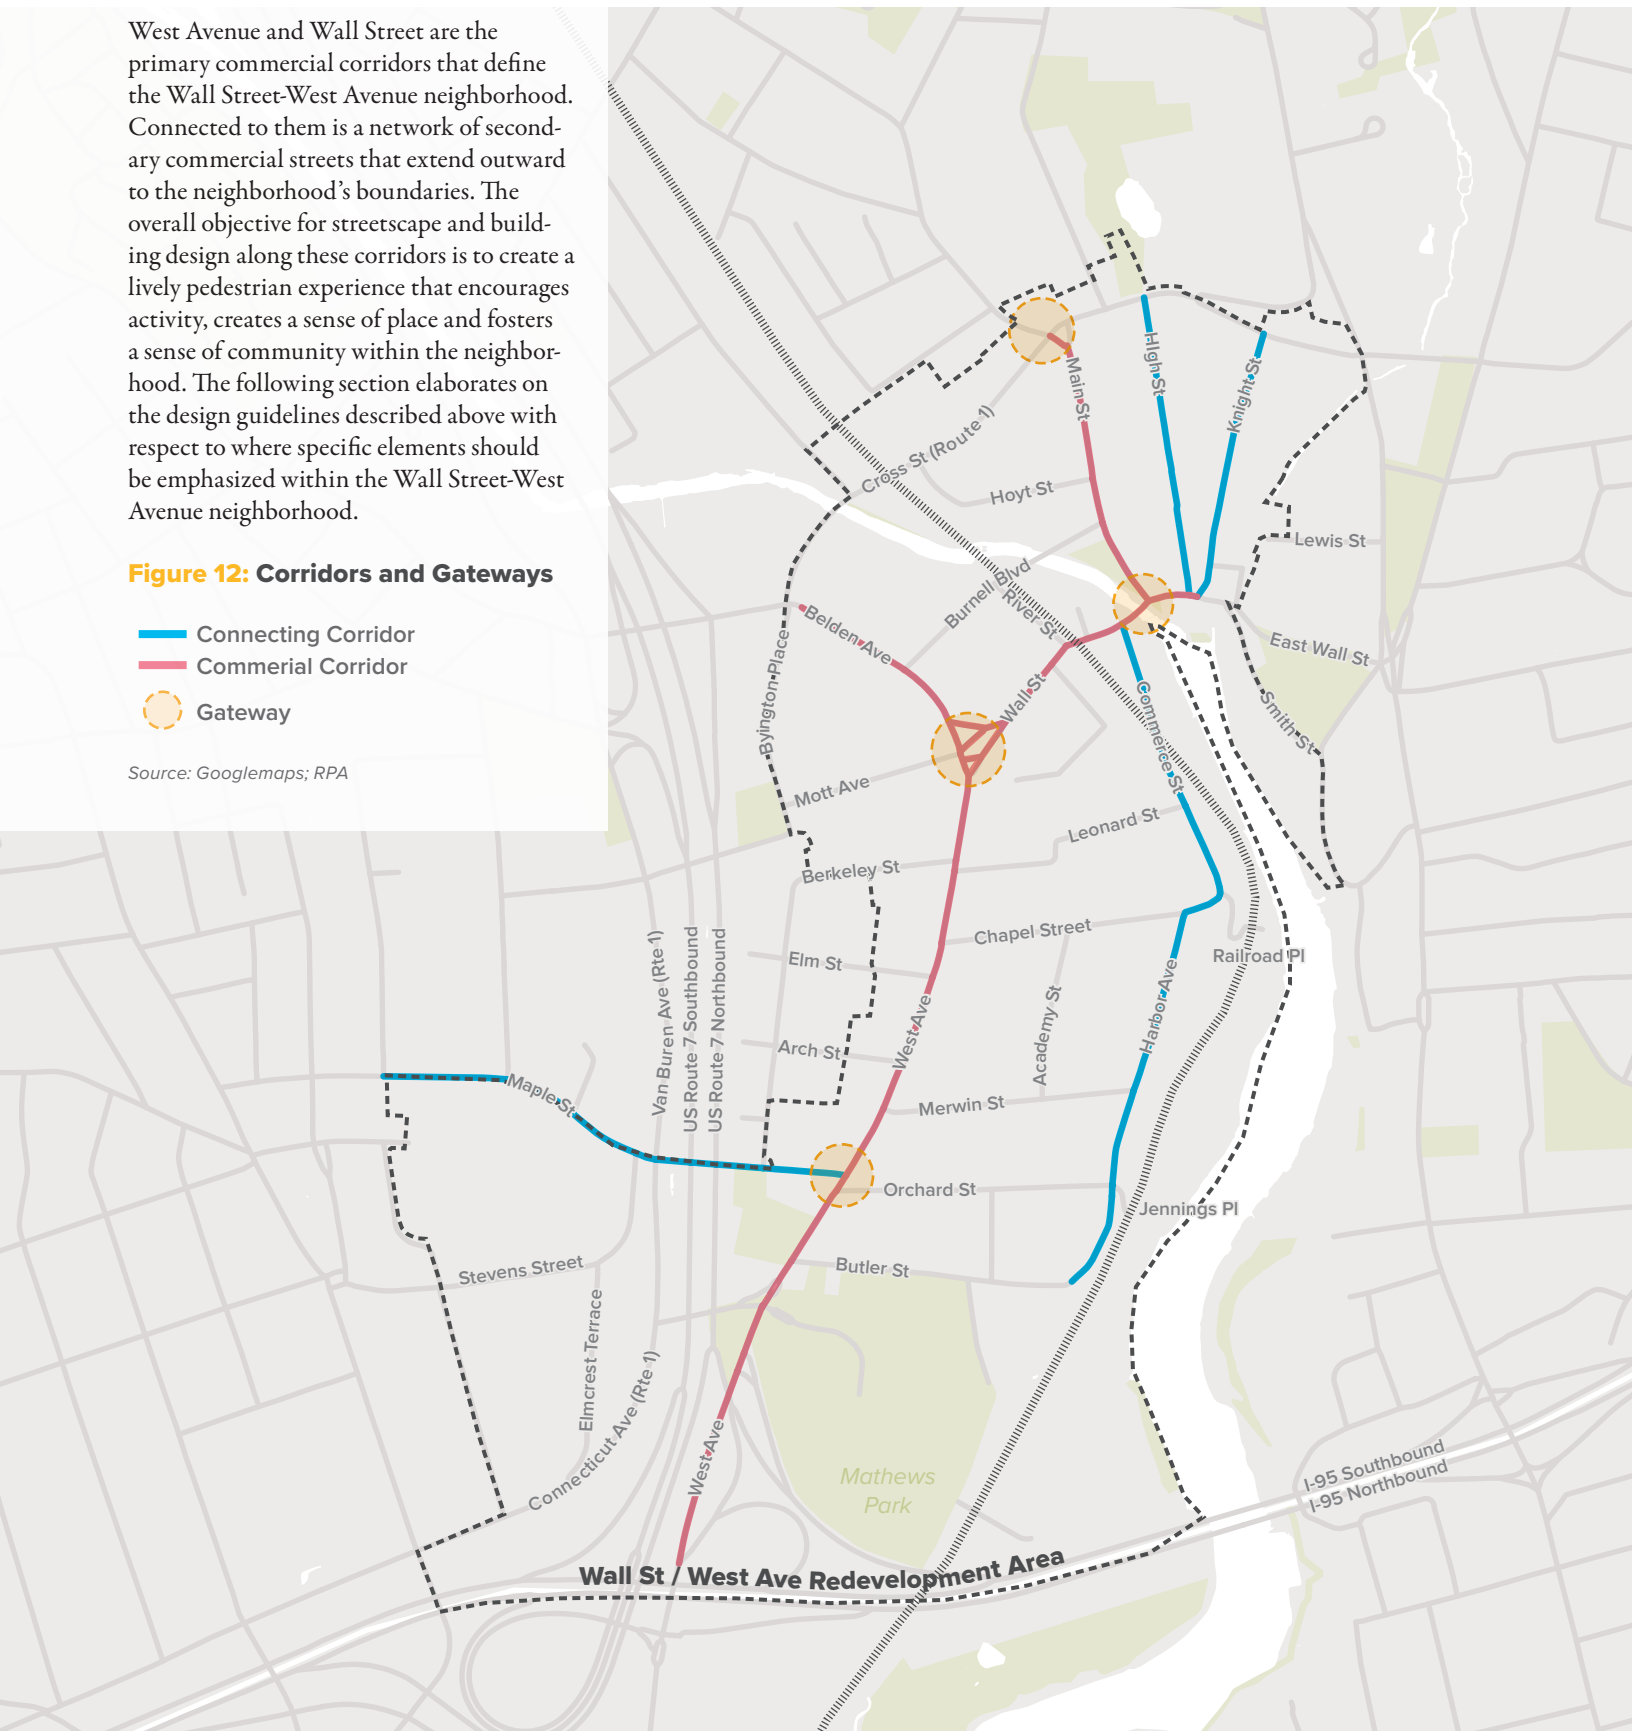 West Avenue and Wall Street are the
primary commercial corridors that define
the Wall Street-West Avenue neighborhood.
Connected to them is a network of second-
ary commercial streets that extend outward
to the neighborhood’s boundaries. The
overall objective for streetscape and build-
ing design along these corridors is to create a
lively pedestrian experience that encourages
activity, creates a sense of place and fosters
a sense of community within the neighbor-
hood. The following section elaborates on
the design guidelines described above with
respect to where specific elements should
be emphasized within the Wall Street-West
Avenue neighborhood.
Figure 12: Corridors and Gateways
Connecting Corridor
Commerial Corridor
Gateway
Source: Googlemaps; RPA
Main St
HIgh St
Knight St
Cross St (Route 1)
Hoyt St
Lewis St
Burnell Blvd
River St
Belden Ave
East Wall St
Byington Place
Wall St
Commerce St
Smith St
Mott Ave
Leonard St
Berkeley St
Chapel Street
Elm St
Railroad Pl
Van Buren Ave (Rte 1)
US Route 7 Southbound
US Route 7 Northbound
West Ave
Academy St
Harbor Ave
Arch St
Maple St
Merwin St
Orchard St
Jennings Pl
Stevens Street
Butler St
Elmcrest Terrace
Connecticut Ave (Rte 1)
West Ave
Mathews
Park
I-95 Southbound
I-95 Northbound
Wall St / West Ave Redevelopment Area